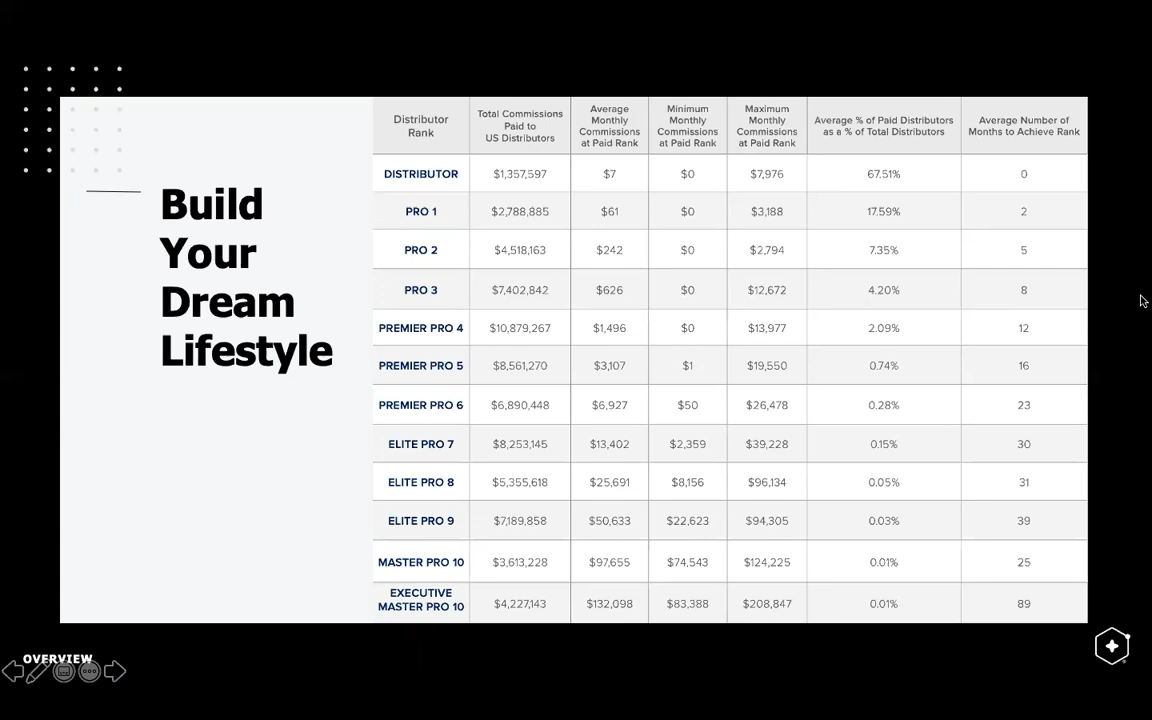 Build
Your
Dream
Lifestyle
Distributor Rank | Total Commissions Paid to US Distributors | Average Monthly Commissions at Paid Rank | Minimum Monthly Commissions at Paid Rank | Maximum Monthly Commissions at Paid Rank | Average % of Paid Distributors as a % of Total Distributors | Average Number of Months to Achieve Rank
DISTRIBUTOR $1,357,597 $7 $0 $7,976 67.51% 0
PRO 1 $2,788,885 $61 $0 $3,188 17.59% 2
PRO 2 $4,518,163 $242 $0 $2,794 7.35% 5
PRO 3 $7,402,842 $626 $0 $12,672 4.20% 8
PREMIER PRO 4 $10,879,267 $1,496 $0 $13,977 2.09% 12
PREMIER PRO 5 $8,561,270 $3,107 $1 $19,550 0.74% 16
PREMIER PRO 6 $6,890,448 $6,927 $50 $26,478 0.28% 23
ELITE PRO 7 $8,253,145 $13,402 $2,359 $39,228 0.15% 30
ELITE PRO 8 $5,355,618 $25,691 $8,156 $96,134 0.05% 31
ELITE PRO 9 $7,189,858 $50,633 $22,623 $94,305 0.03% 39
MASTER PRO 10 $3,613,228 $97,655 $74,543 $124,225 0.01% 25
EXECUTIVE MASTER PRO 10 $4,227,143 $132,098 $83,388 $208,847 0.01% 89
OVERVIEW